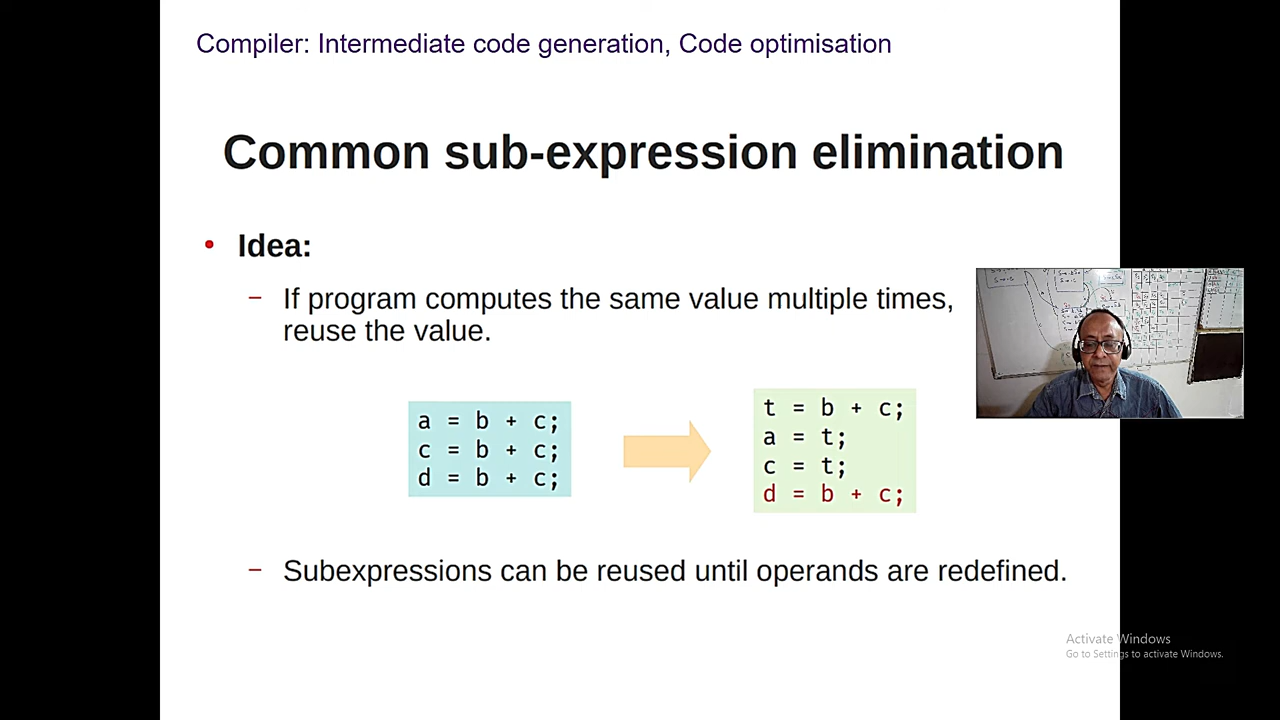 Compiler: Intermediate code generation, Code optimisation
Common sub-expression elimination
• Idea:
– If program computes the same value multiple times,
reuse the value.
a = b + c;
c = b + c;
d = b + c;
t = b + c;
a = t;
c = t;
d = b + c;
– Subexpressions can be reused until operands are redefined.
Activate Windows
Go to Settings to activate Windows.